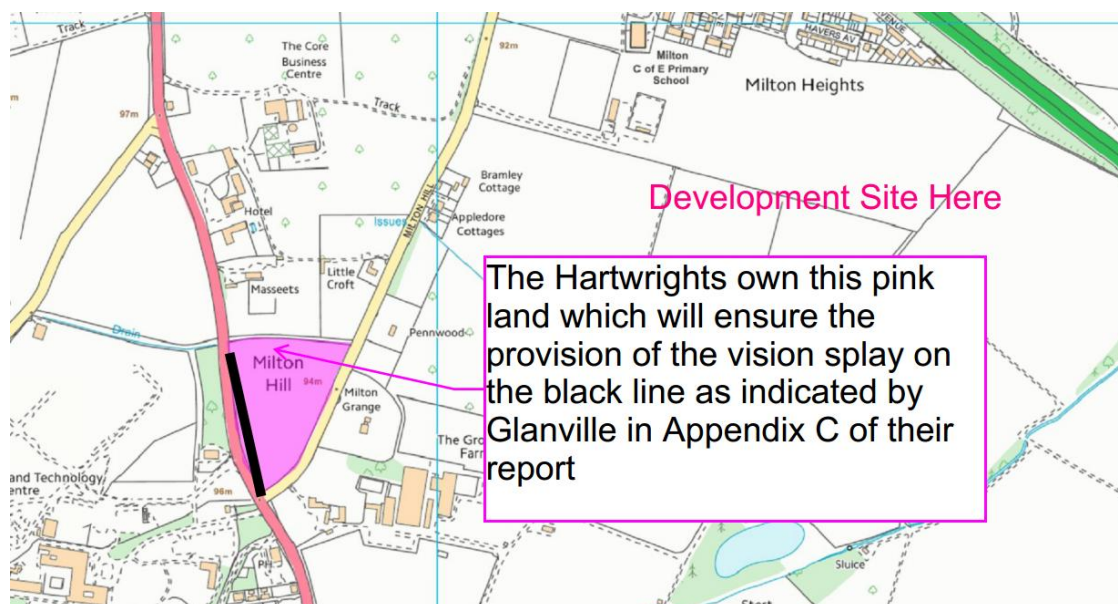 Track
The Core
Business
Centre
92m
Milton
C of E Primary
School
HAVERS AV
AVENUE
Milton Heights
97m
Track
Bramley
Cottage
Development Site Here
Hotel
Issues
MILTON HILL
Appledore
Cottages
Little
Croft
Masseets
The Hartwrights own this pink
land which will ensure the
provision of the vision splay on
the black line as indicated by
Glanville in Appendix C of their
report
Drain
Pennwood
Milton
Hill
94m
Milton
Grange
The Gro
Farm
and Technology
entre
96m
PH
Sluice